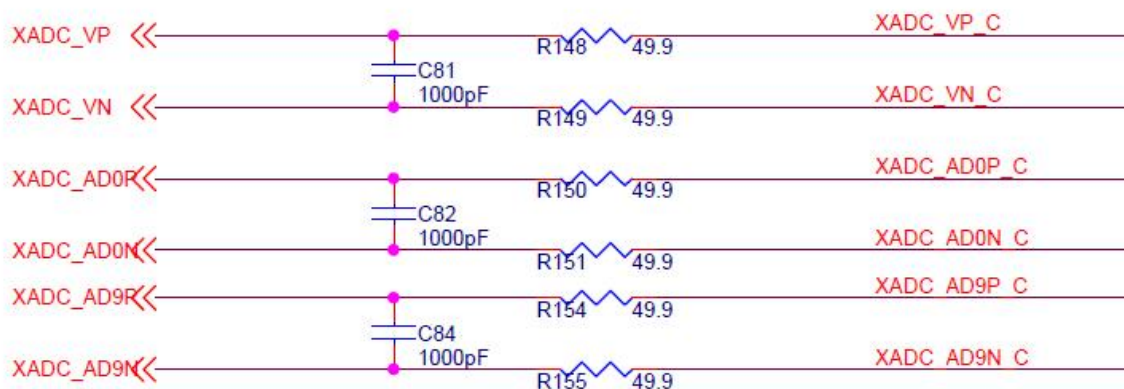 XADC_VP
R148
49.9
XADC_VP_C
C81
1000pF
XADC_VN
R149
49.9
XADC_VN_C
XADC_AD0P
R150
49.9
XADC_AD0P_C
C82
1000pF
XADC_AD0N
R151
49.9
XADC_AD0N_C
XADC_AD9P
R154
49.9
XADC_AD9P_C
C84
1000pF
XADC_AD9N
R155
49.9
XADC_AD9N_C